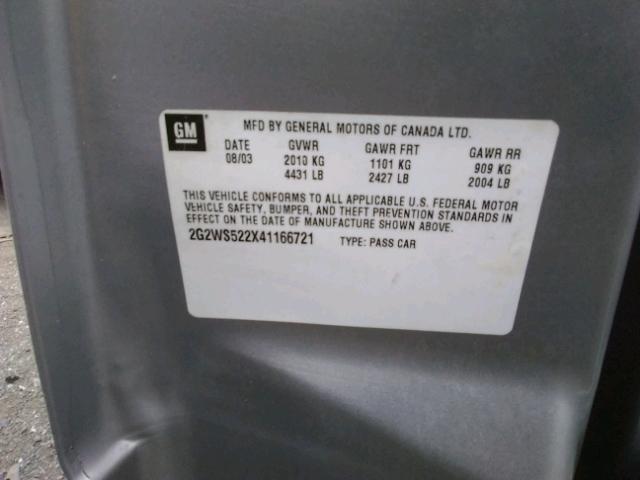 GM
MFD BY GENERAL MOTORS OF CANADA LTD.
DATE GVWR GAWR FRT GAWR RR
08/03 2010 KG 1101 KG 909 KG
4431 LB 2427 LB 2004 LB
THIS VEHICLE CONFORMS TO ALL APPLICABLE U.S. FEDERAL MOTOR
VEHICLE SAFETY, BUMPER, AND THEFT PREVENTION STANDARDS IN
EFFECT ON THE DATE OF MANUFACTURE SHOWN ABOVE.
2G2WS522X41166721 TYPE: PASS CAR